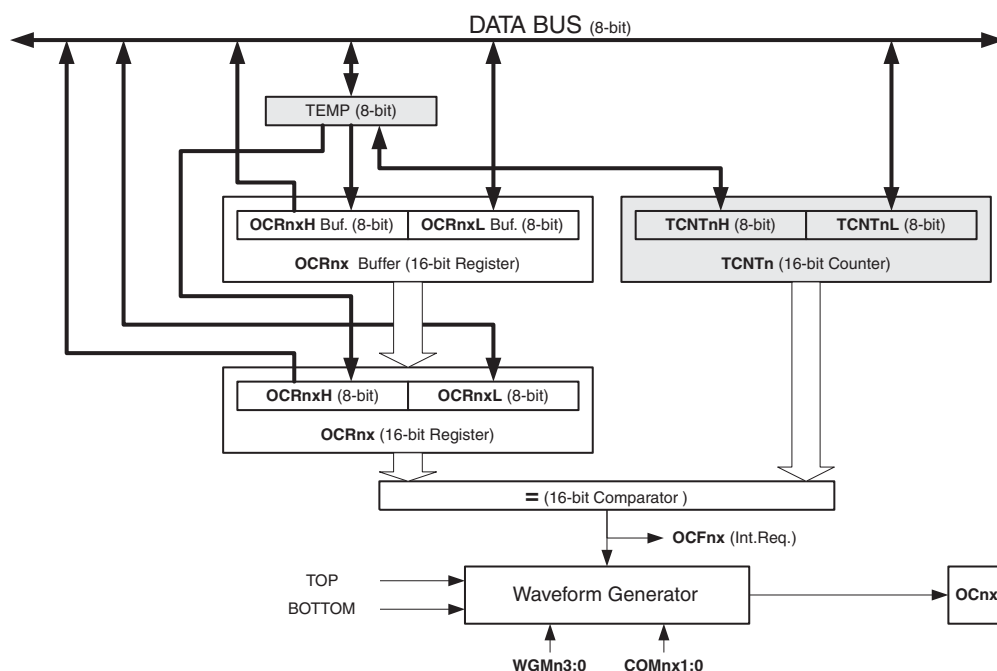 DATA BUS (8-bit)
TEMP (8-bit)
OCRnxH Buf. (8-bit) OCRnxL Buf. (8-bit)
OCRnx Buffer (16-bit Register)
TCNTnH (8-bit) TCNTnL (8-bit)
TCNTn (16-bit Counter)
OCRnxH (8-bit) OCRnxL (8-bit)
OCRnx (16-bit Register)
= (16-bit Comparator )
OCFnx (Int.Req.)
TOP
BOTTOM
Waveform Generator
OCnx
WGMn3:0 COMnx1:0